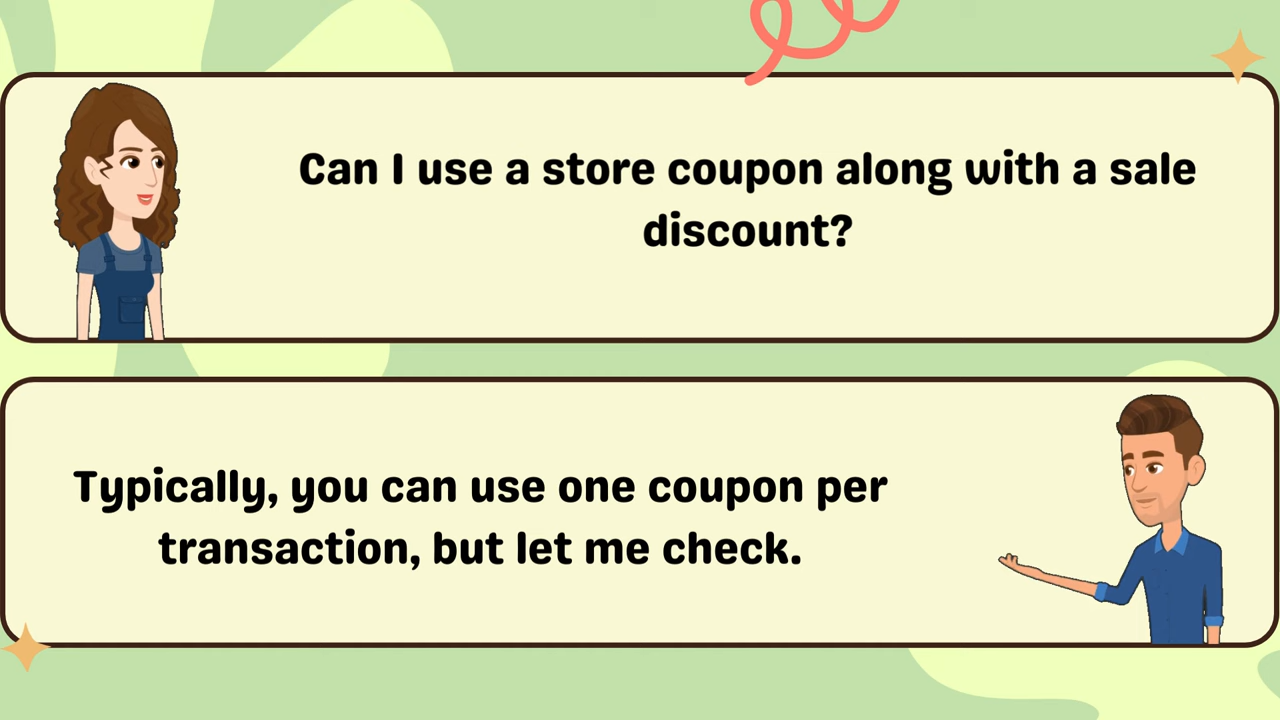 Can I use a store coupon along with a sale
discount?
Typically, you can use one coupon per
transaction, but let me check.